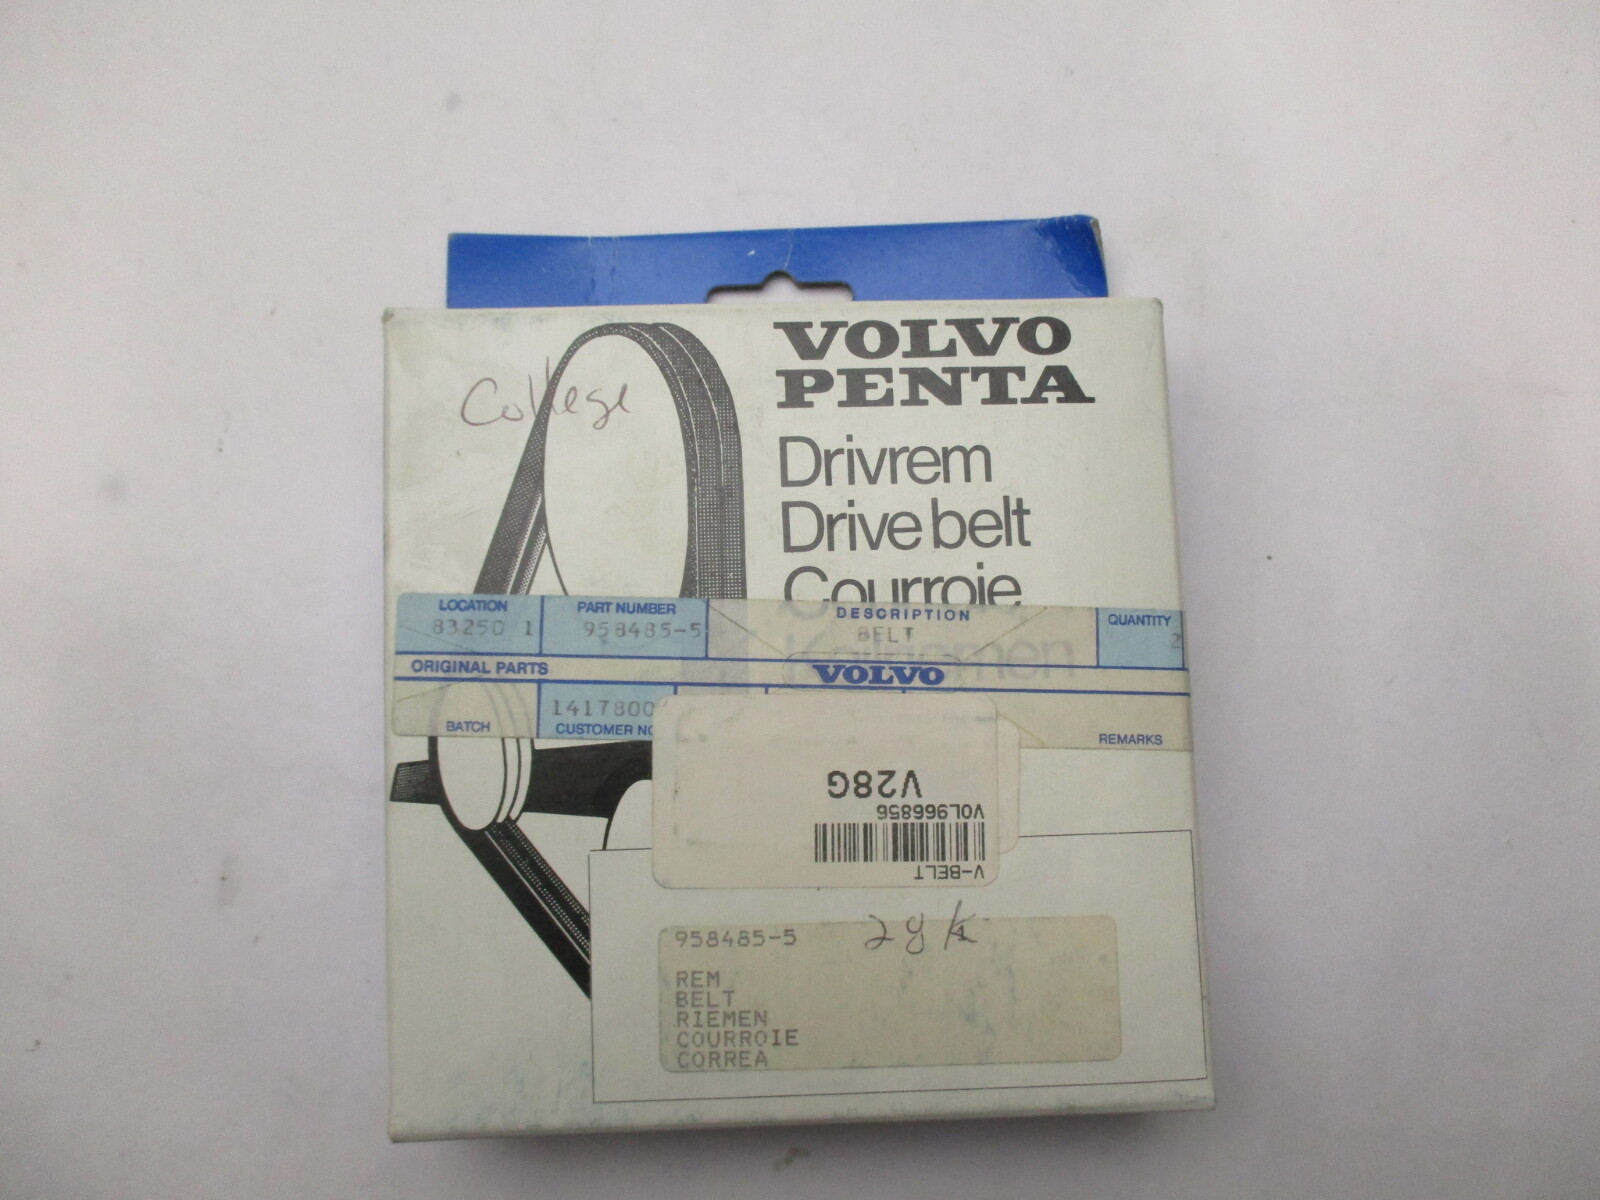 VOLVO
PENTA
College
Drivrem
Drive belt
Courroie
LOCATION
83250 1
PART NUMBER
958485-5
DESCRIPTION
BELT
QUANTITY
2
ORIGINAL PARTS
VOLVO
BATCH
1417800
CUSTOMER NO
REMARKS
V-BELT
VOL966856
V28G
958485-5
REM
BELT
RIEMEN
COURROIE
CORREA